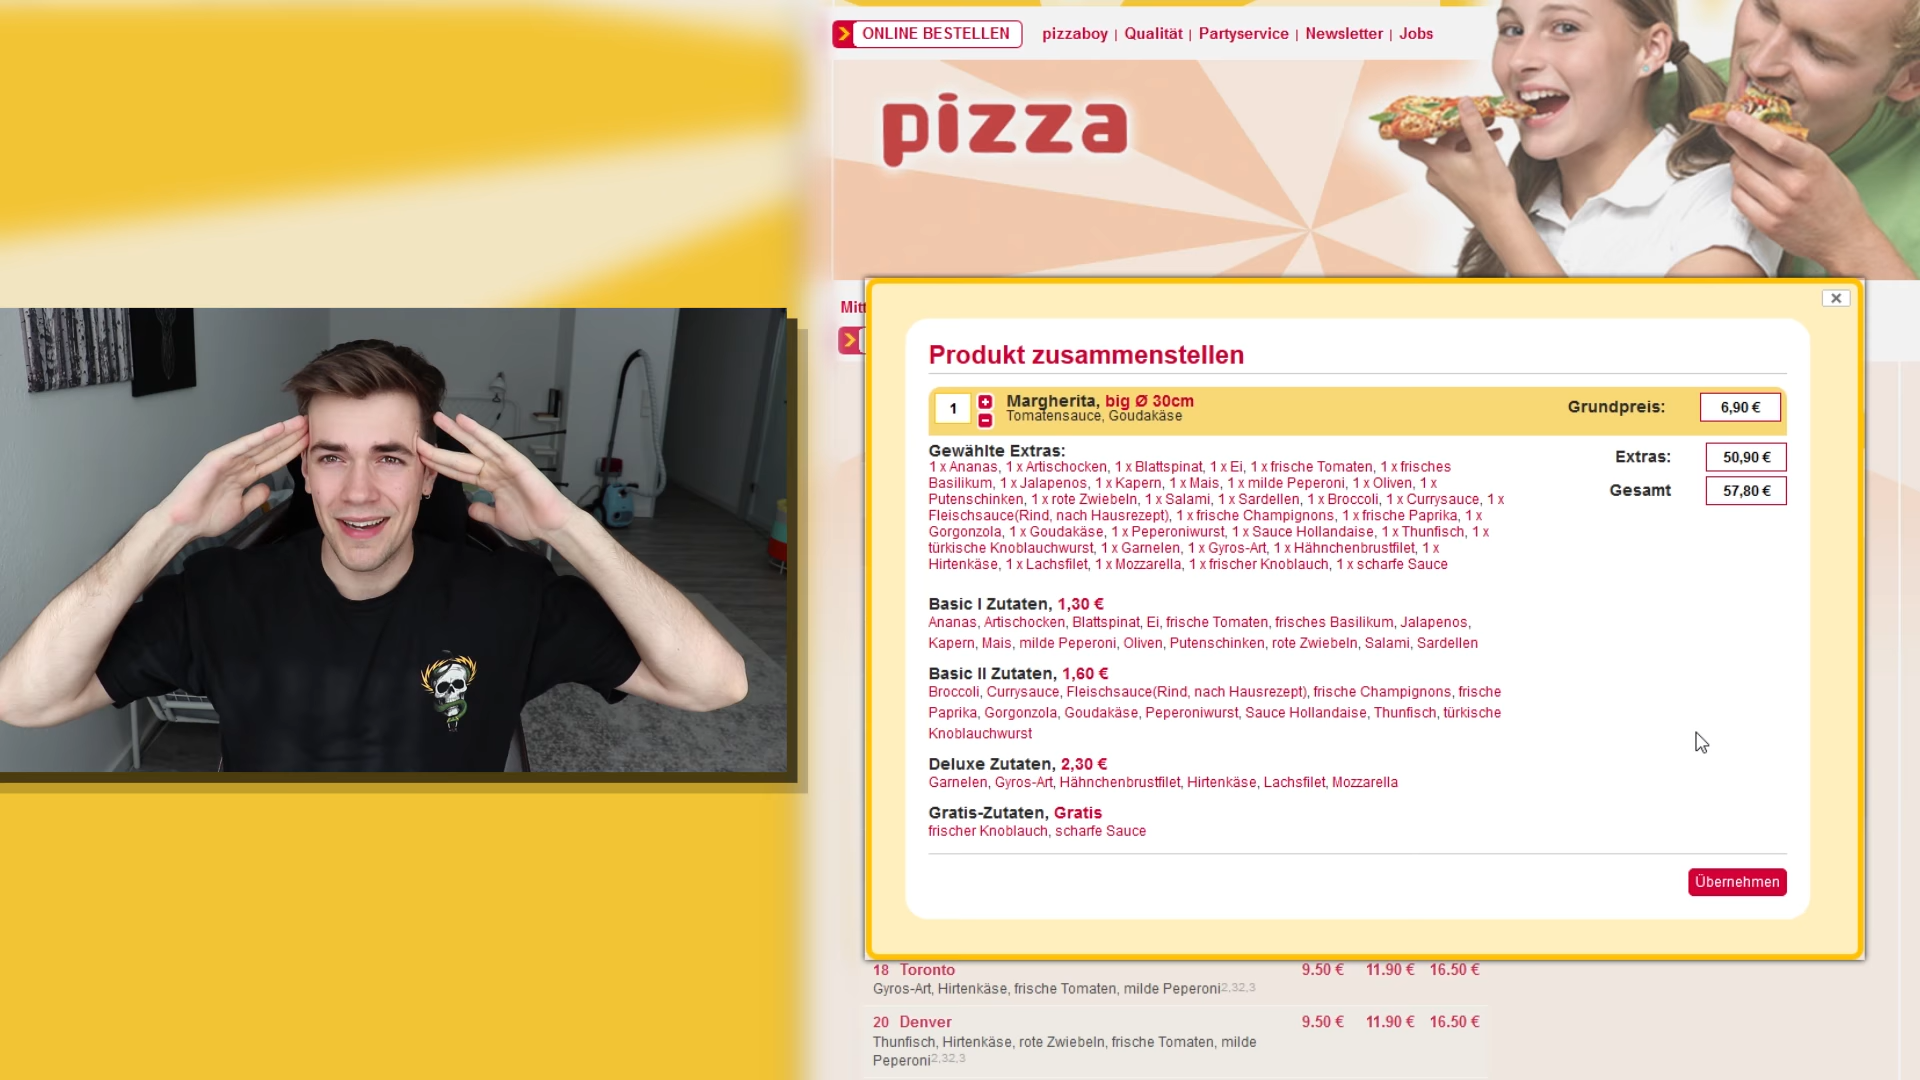 ONLINE BESTELLEN
pizzaboy | Qualität | Partyservice | Newsletter | Jobs
pizza
Mitt
Produkt zusammenstellen
1
Margherita, big Ø 30cm
Tomatensauce, Goudakäse
Grundpreis:
6,90 €
Gewählte Extras:
1 x Ananas, 1 x Artischocken, 1 x Blattspinat, 1 x Ei, 1 x frische Tomaten, 1 x frisches
Basilikum, 1 x Jalapenos, 1 x Kapern, 1 x Mais, 1 x milde Peperoni, 1 x Oliven, 1 x
Putenschinken, 1 x rote Zwiebeln, 1 x Salami, 1 x Sardellen, 1 x Broccoli, 1 x Currysauce, 1 x
Fleischsauce(Rind, nach Hausrezept), 1 x frische Champignons, 1 x frische Paprika, 1 x
Gorgonzola, 1 x Goudakäse, 1 x Peperoniwurst, 1 x Sauce Hollandaise, 1 x Thunfisch, 1 x
türkische Knoblauchwurst, 1 x Garnelen, 1 x Gyros-Art, 1 x Hähnchenbrustfilet, 1 x
Hirtenkäse, 1 x Lachsfilet, 1 x Mozzarella, 1 x frischer Knoblauch, 1 x scharfe Sauce
Extras:
50,90 €
Gesamt
57,80 €
Basic I Zutaten, 1,30 €
Ananas, Artischocken, Blattspinat, Ei, frische Tomaten, frisches Basilikum, Jalapenos,
Kapern, Mais, milde Peperoni, Oliven, Putenschinken, rote Zwiebeln, Salami, Sardellen
Basic II Zutaten, 1,60 €
Broccoli, Currysauce, Fleischsauce(Rind, nach Hausrezept), frische Champignons, frische
Paprika, Gorgonzola, Goudakäse, Peperoniwurst, Sauce Hollandaise, Thunfisch, türkische
Knoblauchwurst
Deluxe Zutaten, 2,30 €
Garnelen, Gyros-Art, Hähnchenbrustfilet, Hirtenkäse, Lachsfilet, Mozzarella
Gratis-Zutaten, Gratis
frischer Knoblauch, scharfe Sauce
Übernehmen
18 Toronto 9.50 € 11.90 € 16.50 €
Gyros-Art, Hirtenkäse, frische Tomaten, milde Peperoni2,32,3
20 Denver 9.50 € 11.90 € 16.50 €
Thunfisch, Hirtenkäse, rote Zwiebeln, frische Tomaten, milde
Peperoni2,32,3